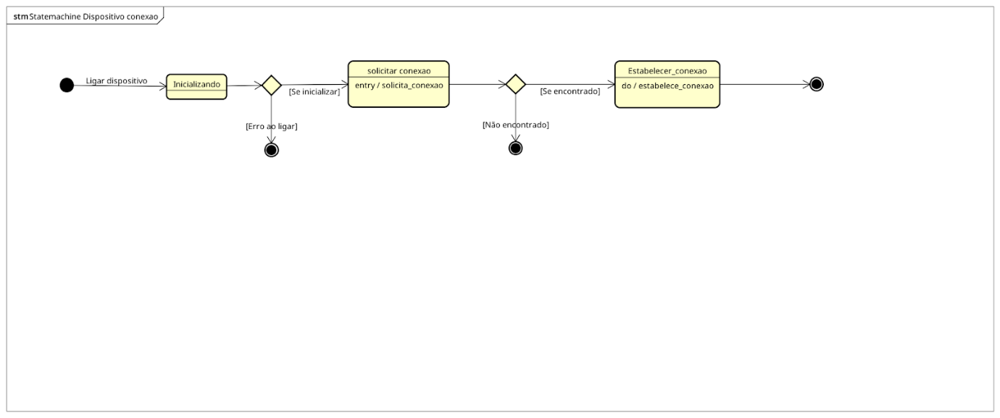 stm Statemachine Dispositivo conexao
Ligar dispositivo
Inicializando
[Se inicializar]
[Erro ao ligar]
solicitar conexao
entry / solicita_conexao
[Se encontrado]
[Não encontrado]
Estabelecer_conexao
do / estabelece_conexao